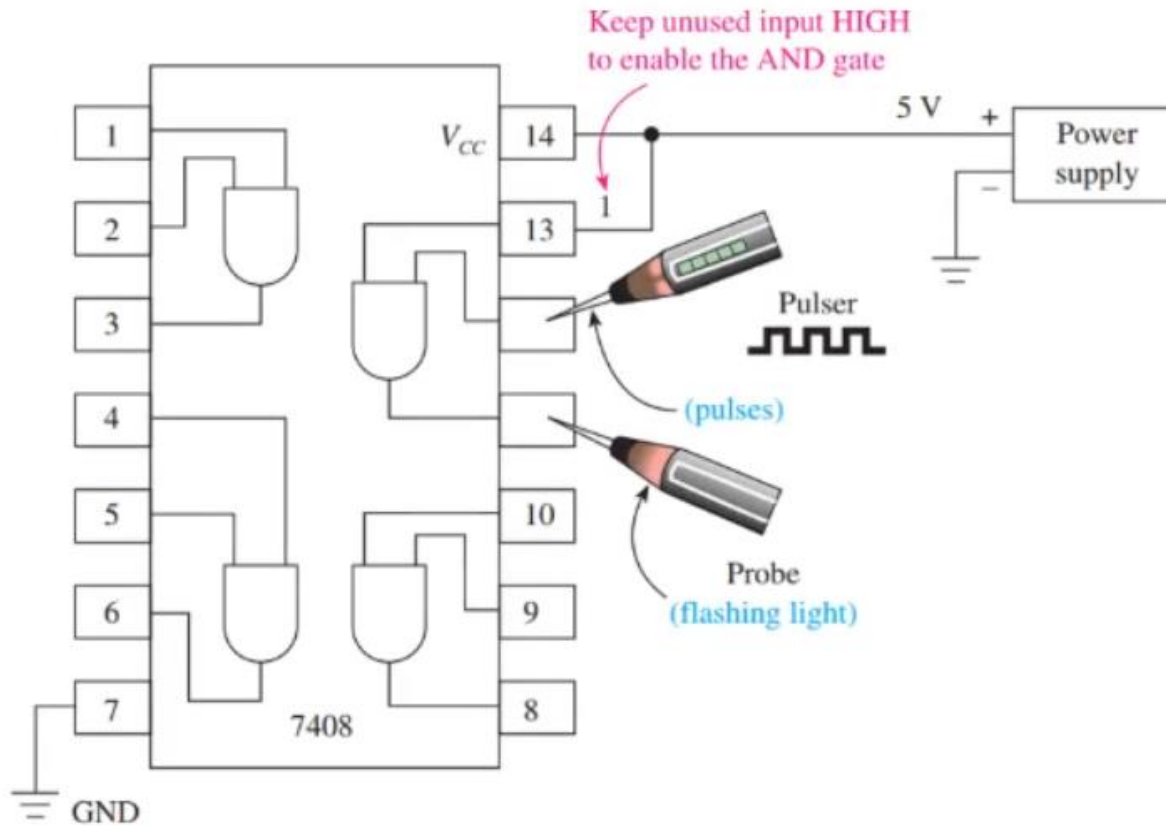 Keep unused input HIGH
to enable the AND gate
1
2
3
4
5
6
7
GND
7408
V_CC
14
13
1
10
9
8
5 V
+
−
Power
supply
Pulser
(pulses)
Probe
(flashing light)